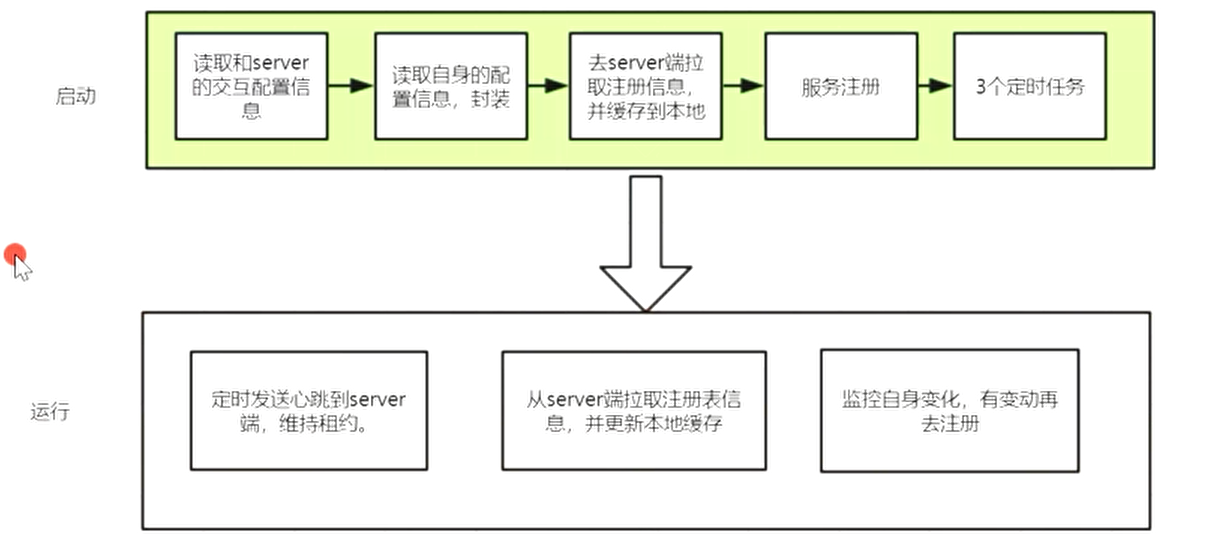 启动
读取和server
的交互配置信
息
读取自身的配
置信息，封装
去server端拉
取注册信息，
并缓存到本地
服务注册
3个定时任务
运行
定时发送心跳到server
端，维持租约。
从server端拉取注册表信
息，并更新本地缓存
监控自身变化，有变动再
去注册